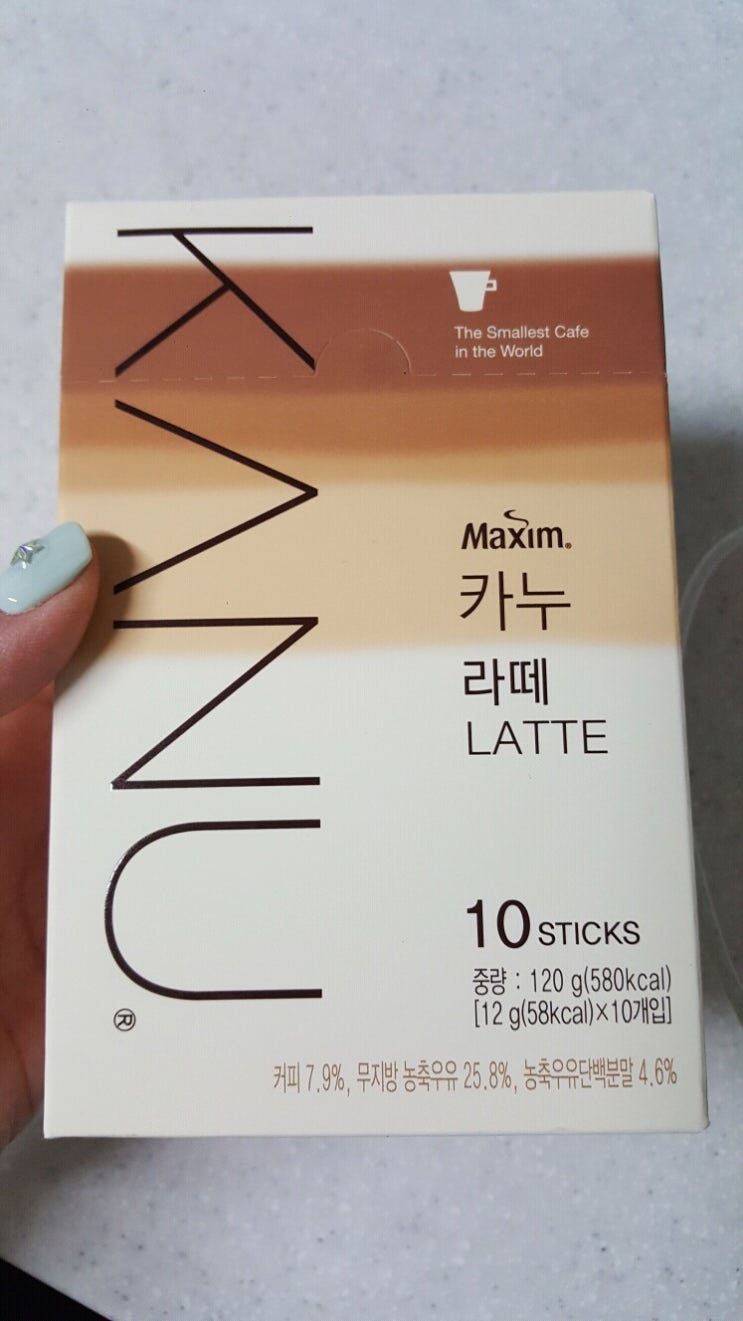 KANU®
The Smallest Cafe
in the World
Maxim®
카누
라떼
LATTE
10 STICKS
중량 : 120 g(580kcal)
[12 g(58kcal)×10개입]
커피 7.9%, 무지방 농축우유 25.8%, 농축우유단백분말 4.6%